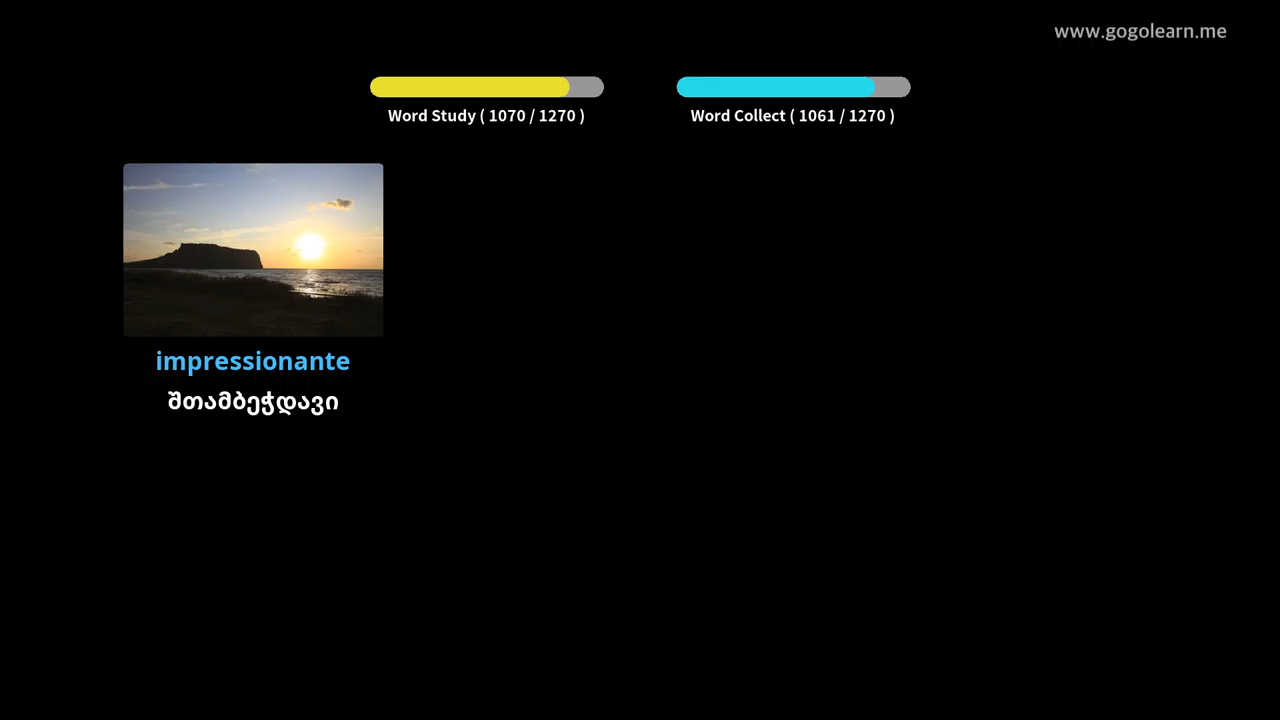 www.gogolearn.me
Word Study ( 1070 / 1270 )
Word Collect ( 1061 / 1270 )
impressionante
შთამბეჭდავი